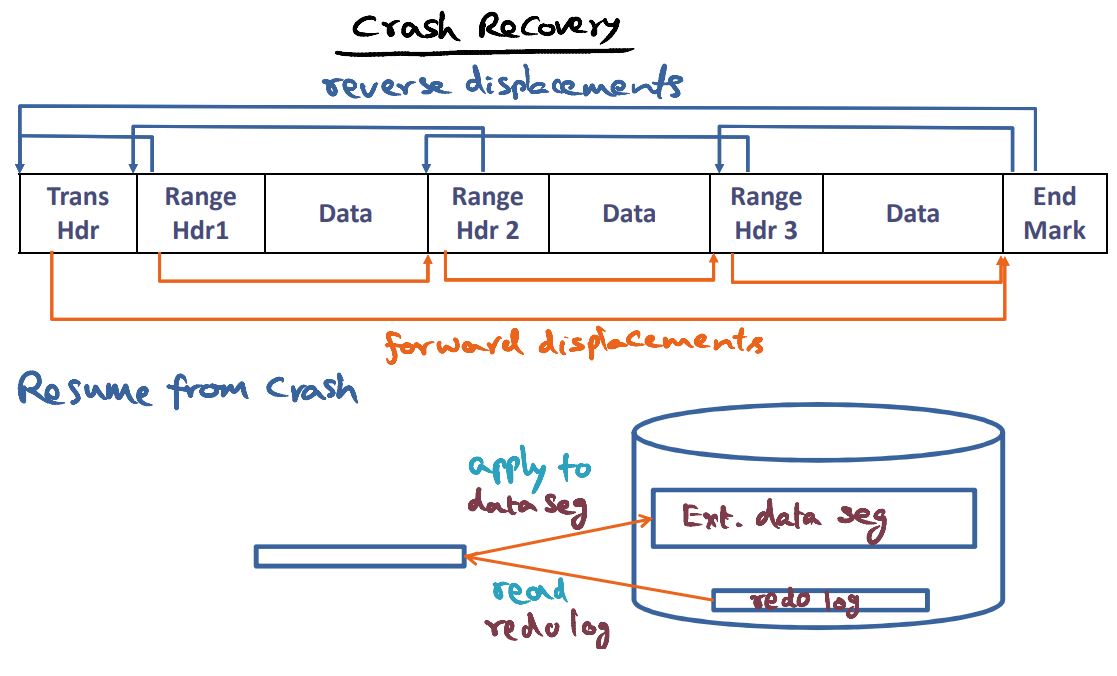 Crash Recovery
reverse displacements
Trans Hdr
Range Hdr1
Data
Range Hdr 2
Data
Range Hdr 3
Data
End Mark
forward displacements
Resume from Crash
apply to
data seg
Ext. data seg
read
redo log
redo log